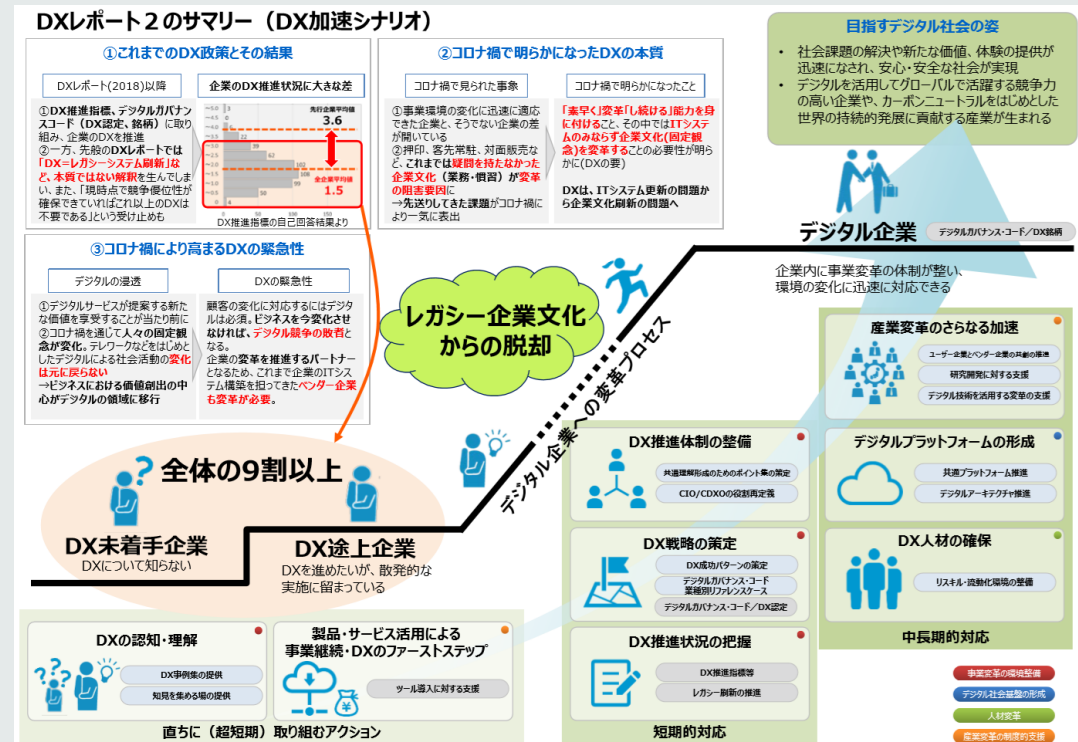 DXレポート２のサマリー（DX加速シナリオ）
①これまでのDX政策とその結果
DXレポート(2018)以降
①DX推進指標、デジタルガバナンスコード（DX認定、銘柄）に取り
組み、企業のDXを推進
②一方、先般のDXレポートでは
「DX=レガシーシステム刷新」な
ど、本質ではない解釈を生んでしま
い、また、「現時点で競争優位性が
確保できていればこれ以上のDXは
不要である」という受け止めも
企業のDX推進状況に大きな差
先行企業平均値
3.6
全企業平均値
1.5
~5.0
~4.5
~4.0
~3.5
~3.0
~2.5
~2.0
~1.5
~1.0
~0.5
0
3
0
6
32
39
62
102
108
99
4
0
50
100
150
DX推進指標の自己回答結果より
②コロナ禍で明らかになったDXの本質
コロナ禍で見られた事象
①事業環境の変化に迅速に適応
できた企業と、そうでない企業の差
が開いている
②押印、客先常駐、対面販売な
ど、これまでは疑問を持たなかった
企業文化（業務・慣習）が変革
の阻害要因に
→先送りしてきた課題がコロナ禍に
より一気に表出
コロナ禍で明らかになったこと
「素早く」変革「し続ける」能力を身
に付けること、その中ではITシステ
ムのみならず企業文化(固定観
念)を変革することの必要性が明ら
かに(DXの要)
DXは、ITシステム更新の問題か
ら企業文化刷新の問題へ
③コロナ禍により高まるDXの緊急性
デジタルの浸透
①デジタルサービスが提案する新た
な価値を享受することが当たり前に
②コロナ禍を通じて人々の固定観
念が変化。テレワークなどをはじめと
したデジタルによる社会活動の変化
は元に戻らない
→ビジネスにおける価値創出の中
心がデジタルの領域に移行
DXの緊急性
顧客の変化に対応するにはデジタ
ルは必須。ビジネスを今変化させ
なければ、デジタル競争の敗者と
なる。
企業の変革を推進するパートナー
となるため、これまで企業のITシス
テム構築を担ってきたベンダー企業
も変革が必要。
目指すデジタル社会の姿
• 社会課題の解決や新たな価値、体験の提供が
迅速になされ、安心・安全な社会が実現
• デジタルを活用してグローバルで活躍する競争力
の高い企業や、カーボンニュートラルをはじめとした
世界の持続的発展に貢献する産業が生まれる
デジタル企業
デジタルガバナンス・コード／DX銘柄
企業内に事業変革の体制が整い、
環境の変化に迅速に対応できる
レガシー企業文化
からの脱却
デジタル企業への変革プロセス
全体の9割以上
DX未着手企業
DXについて知らない
DX途上企業
DXを進めたいが、散発的な
実施に留まっている
DXの認知・理解
DX事例集の提供
知見を集める場の提供
製品・サービス活用による
事業継続・DXのファーストステップ
ツール導入に対する支援
直ちに（超短期）取り組むアクション
DX推進体制の整備
共通理解形成のためのポイント集の策定
CIO/CDXOの役割再定義
DX戦略の策定
DX成功パターンの策定
デジタルガバナンス・コード
業種別リファレンスケース
デジタルガバナンス・コード／DX認定
DX推進状況の把握
DX推進指標等
レガシー刷新の推進
短期的対応
産業変革のさらなる加速
ユーザー企業とベンダー企業の共創の推進
研究開発に対する支援
デジタル技術を活用する変革の支援
デジタルプラットフォームの形成
共通プラットフォーム推進
デジタルアーキテクチャ推進
DX人材の確保
リスキル・流動化環境の整備
中長期的対応
事業変革の環境整備
デジタル社会基盤の形成
人材変革
産業変革の制度的支援